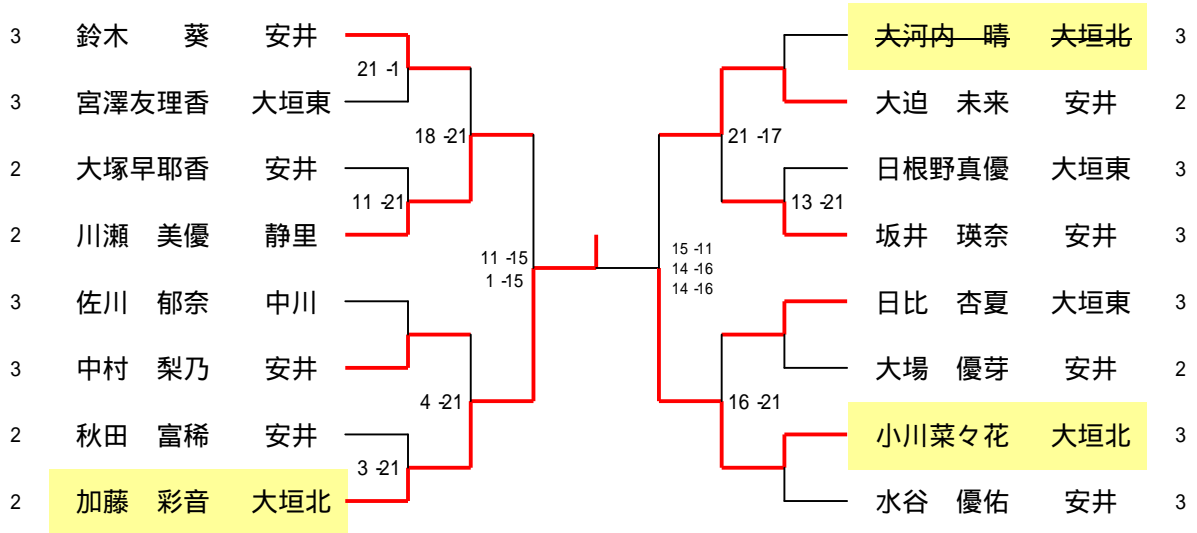 3 鈴木 葵 安井
21 -1
3 宮澤友理香 大垣東
18 -21
2 大塚早耶香 安井
11 -21
2 川瀬 美優 静里
11 -15
1 -15
3 佐川 郁奈 中川
3 中村 梨乃 安井
4 -21
2 秋田 富稀 安井
3 -21
2 加藤 彩音 大垣北
大河内 晴 大垣北 3
大迫 未来 安井 2
21 -17
日根野真優 大垣東 3
13 -21
坂井 瑛奈 安井 3
15 -11
14 -16
14 -16
日比 杏夏 大垣東 3
大場 優芽 安井 2
16 -21
小川菜々花 大垣北 3
水谷 優佑 安井 3